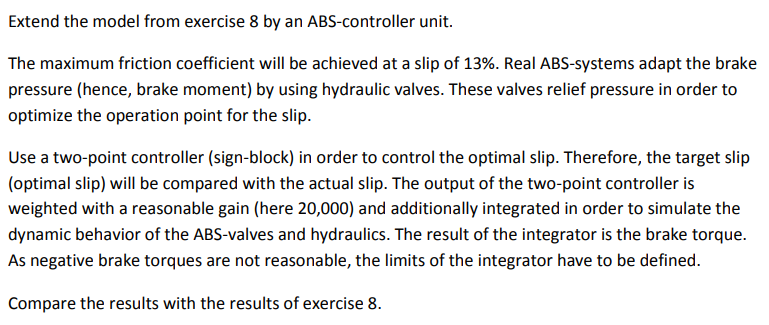 Extend the model from exercise 8 by an ABS-controller unit.
The maximum friction coefficient will be achieved at a slip of 13%. Real ABS-systems adapt the brake
pressure (hence, brake moment) by using hydraulic valves. These valves relief pressure in order to
optimize the operation point for the slip.
Use a two-point controller (sign-block) in order to control the optimal slip. Therefore, the target slip
(optimal slip) will be compared with the actual slip. The output of the two-point controller is
weighted with a reasonable gain (here 20,000) and additionally integrated in order to simulate the
dynamic behavior of the ABS-valves and hydraulics. The result of the integrator is the brake torque.
As negative brake torques are not reasonable, the limits of the integrator have to be defined.
Compare the results with the results of exercise 8.